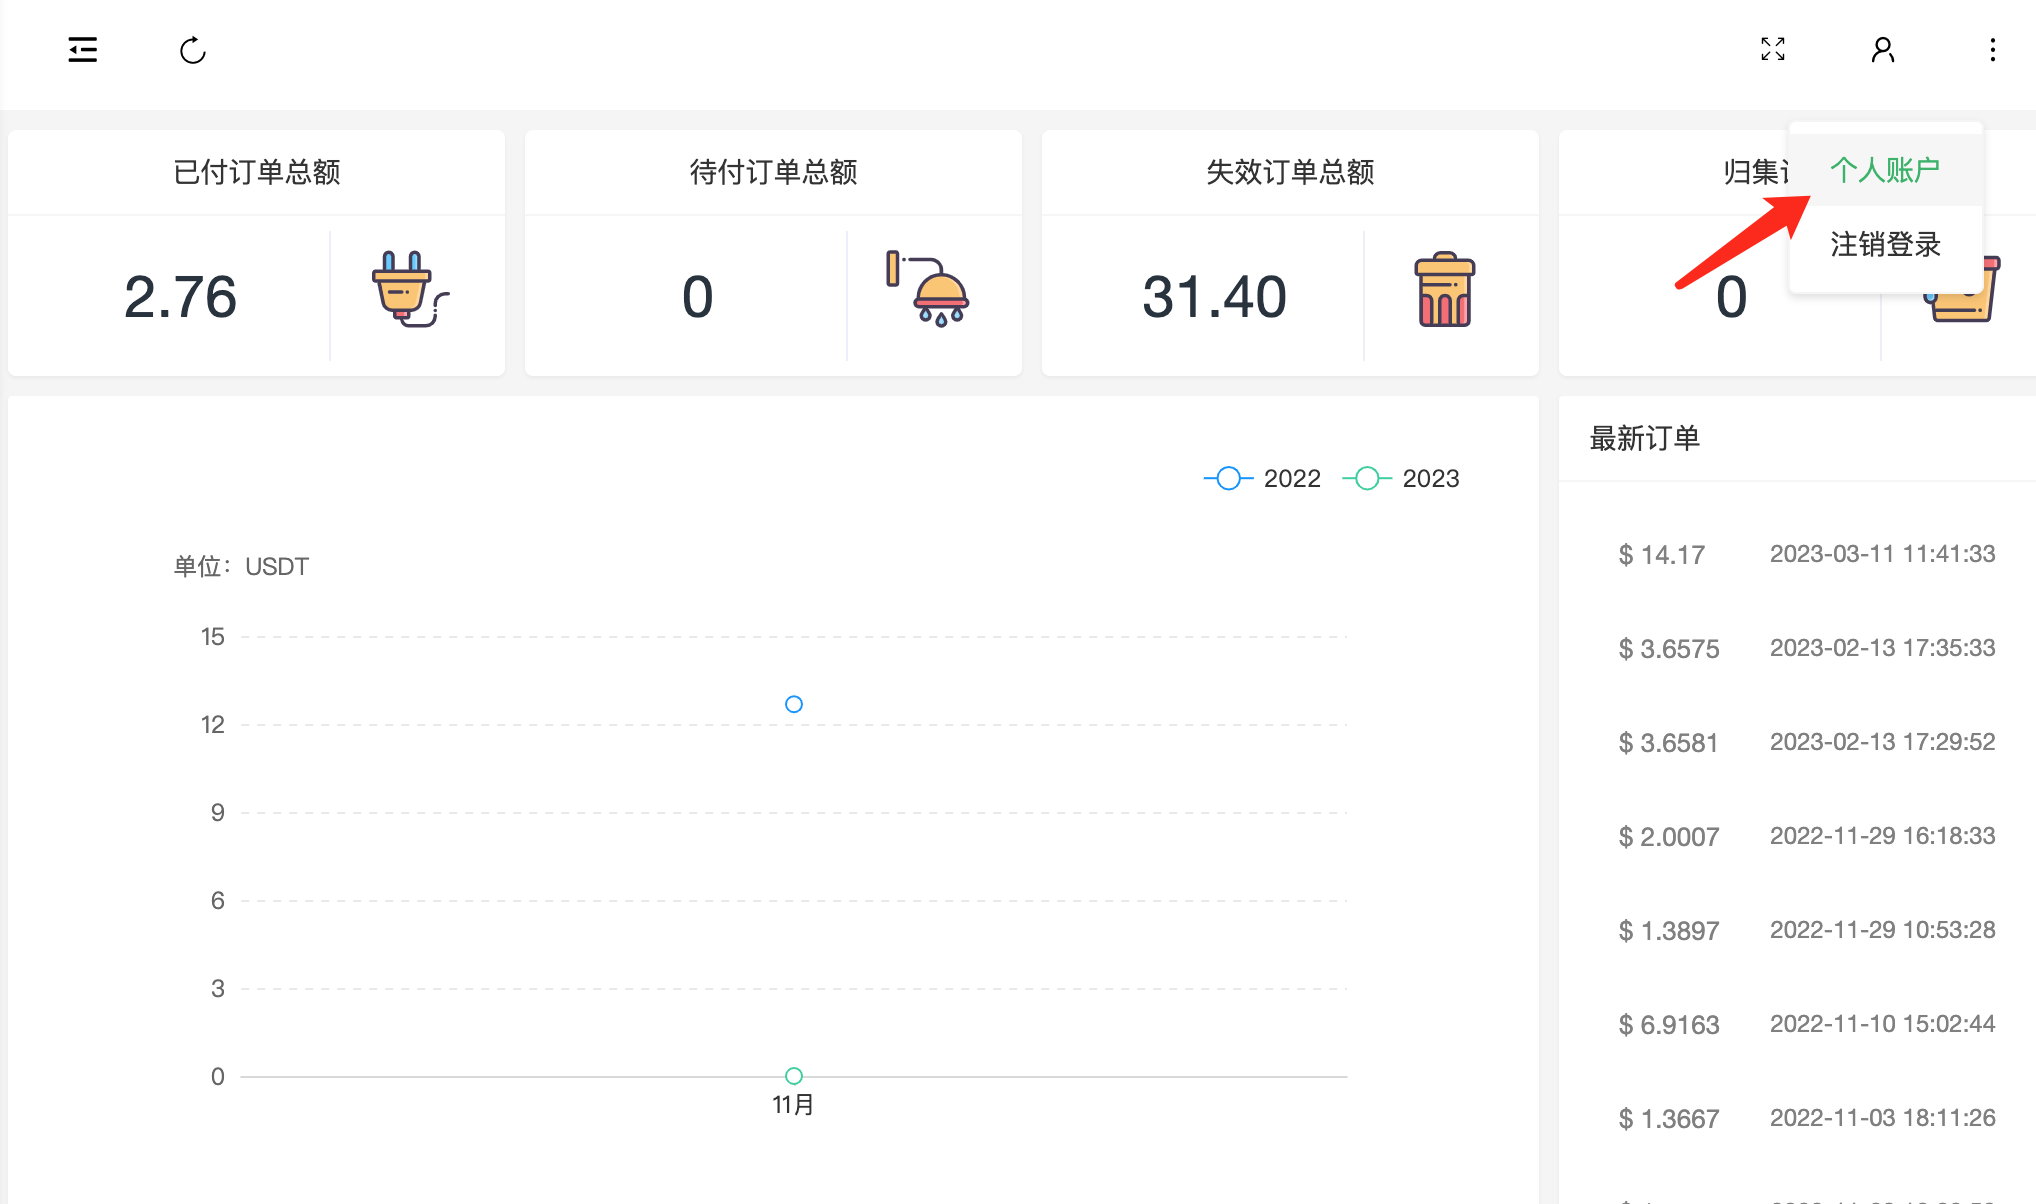 已付订单总额
2.76
待付订单总额
0
失效订单总额
31.40
归集
0
个人账户
注销登录
2022
2023
单位：USDT
15
12
9
6
3
0
11月
最新订单
$ 14.17 2023-03-11 11:41:33
$ 3.6575 2023-02-13 17:35:33
$ 3.6581 2023-02-13 17:29:52
$ 2.0007 2022-11-29 16:18:33
$ 1.3897 2022-11-29 10:53:28
$ 6.9163 2022-11-10 15:02:44
$ 1.3667 2022-11-03 18:11:26